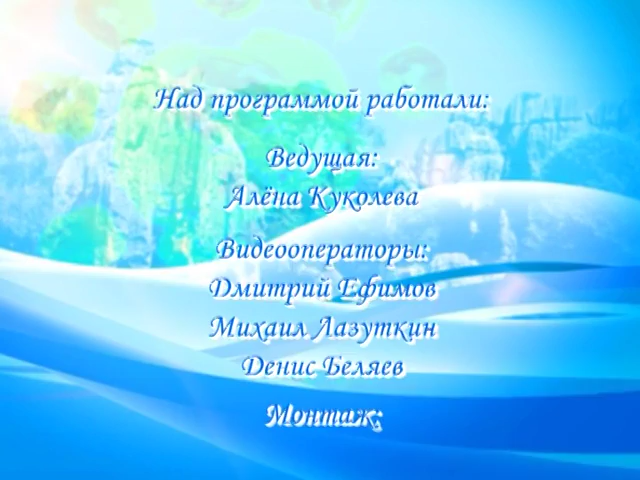 Над программой работали:
Ведущая:
Алёна Куколева
Видеооператоры:
Дмитрий Ефимов
Михаил Лазуткин
Денис Беляев
Монтаж: